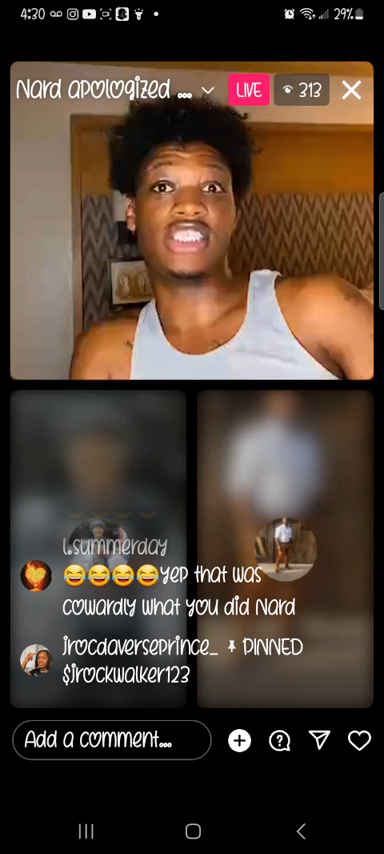 4:30
29%
Nard apologized ...
LIVE
313
l.summerday
😂😂😂😂yep that was
cowardly what you did Nard
jrocdaverseprince_ 📌 PINNED
$jrockwalker123
Add a comment...